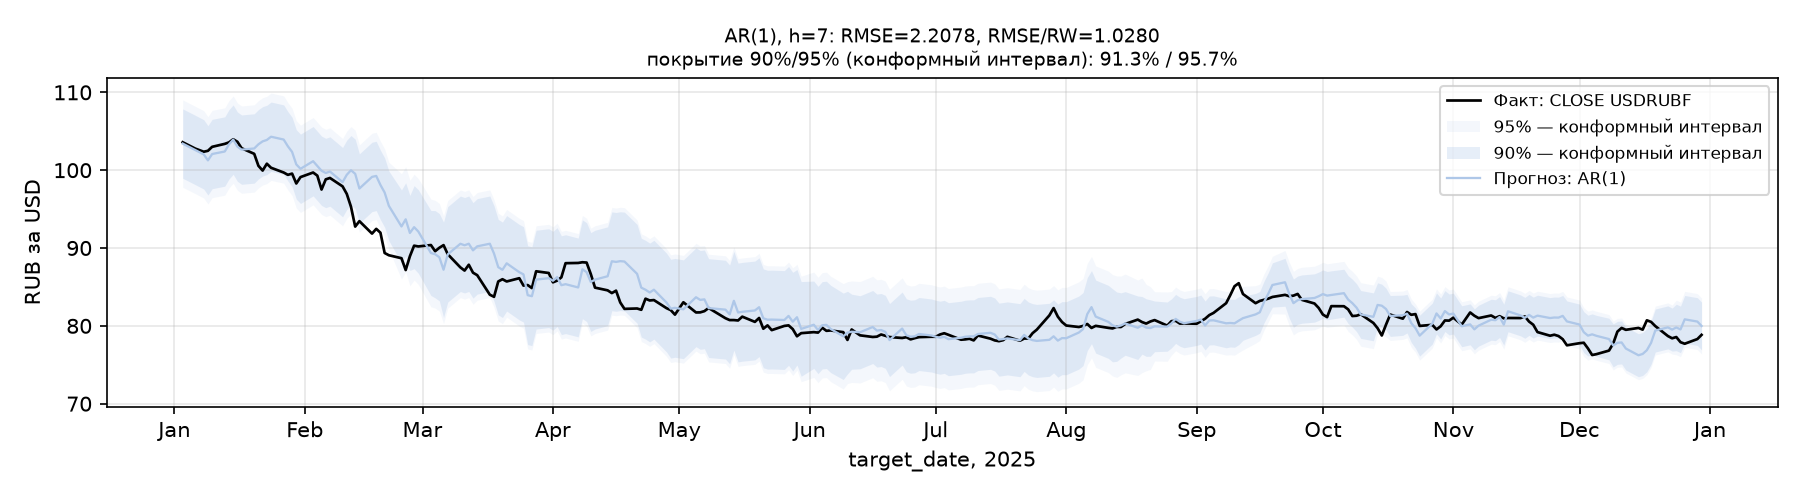 AR(1), h=7: RMSE=2.2078, RMSE/RW=1.0280
покрытие 90%/95% (конформный интервал): 91.3% / 95.7%
110
100
90
80
70
RUB за USD
Факт: CLOSE USDRUBF
95% — конформный интервал
90% — конформный интервал
Прогноз: AR(1)
Jan Feb Mar Apr May Jun Jul Aug Sep Oct Nov Dec Jan
target_date, 2025